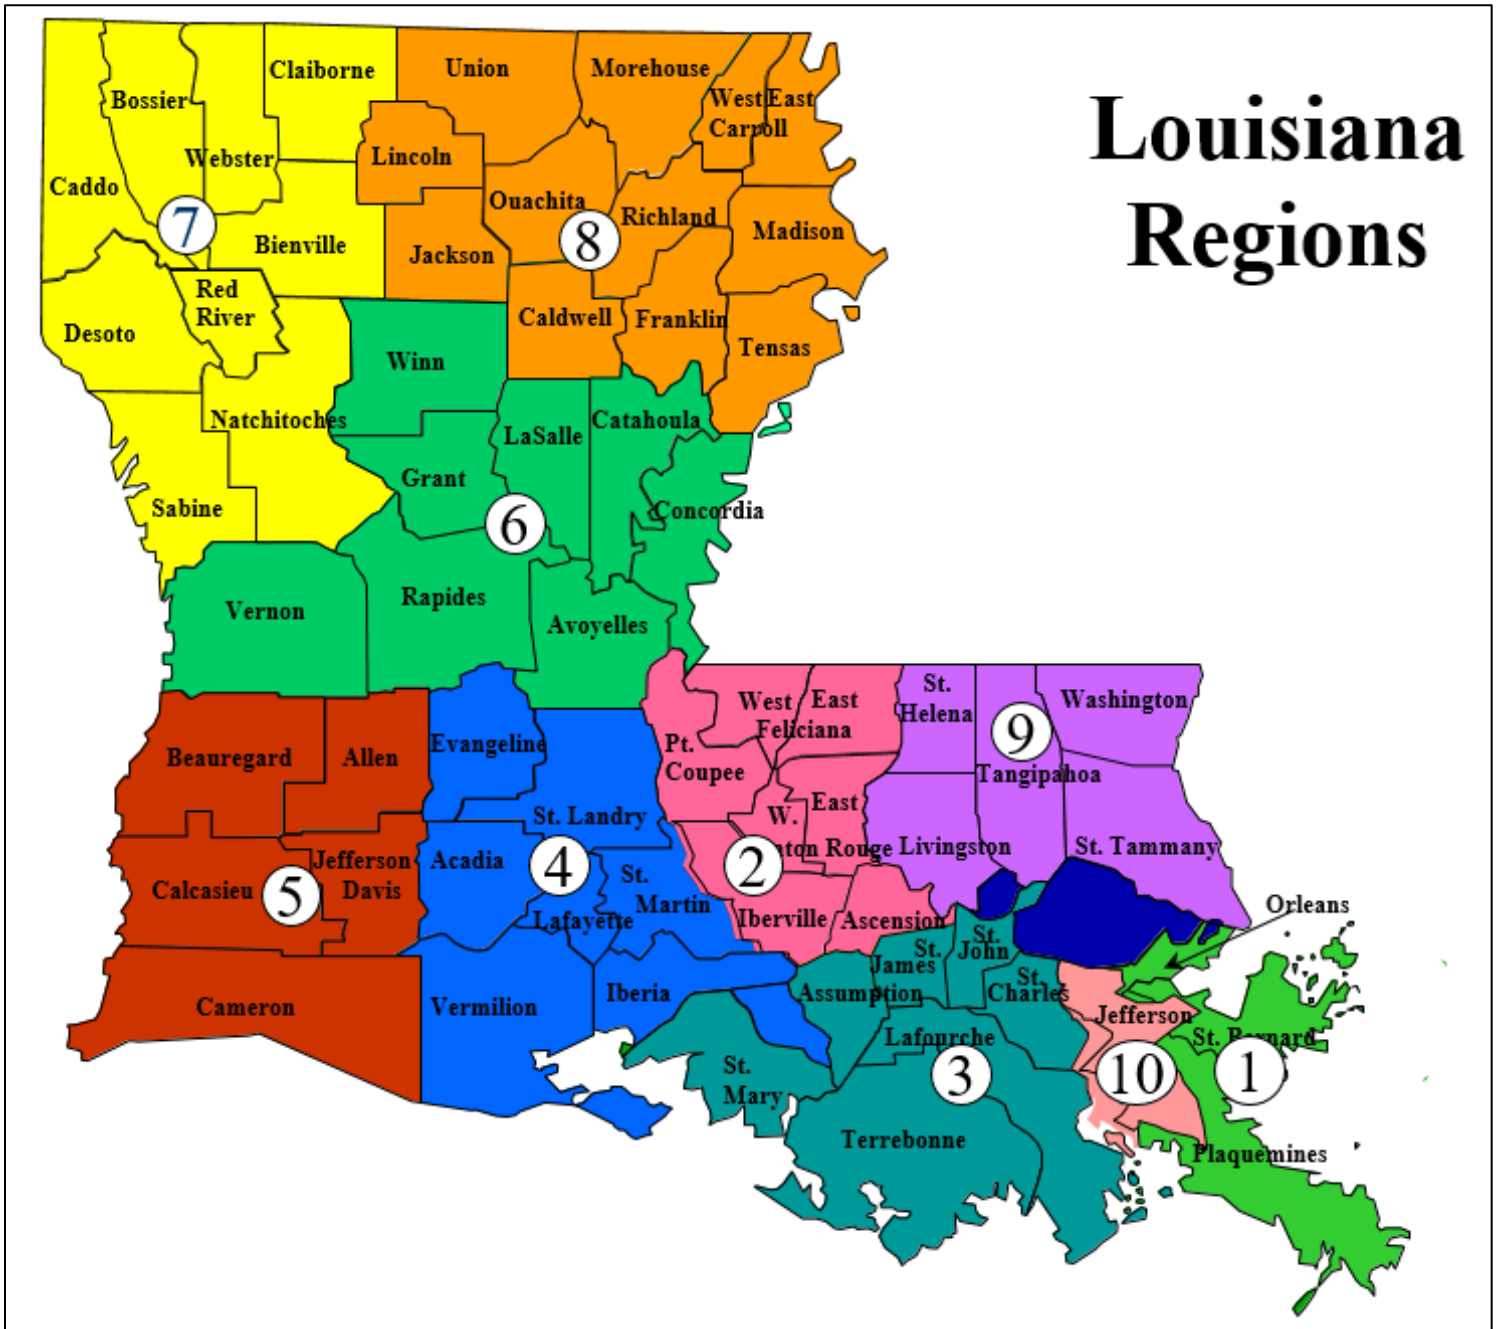 Louisiana
Regions
Claiborne
Union
Morehouse
Bossier
West East
Carroll
Webster
Lincoln
Caddo
Ouachita
Richland
7
8
Madison
Bienville
Jackson
Red
River
Caldwell
Franklin
Desoto
Tensas
Winn
Natchitoches
Catahoula
LaSalle
Grant
Sabine
6
Concordia
Rapides
Vernon
Avoyelles
St.
Helena
West East
Feliciana
Washington
9
Pt.
Coupee
Evangeline
Beauregard
Allen
Tangipahoa
East
W.
St. Landry
Rouge
Livingston
St. Tammany
Jefferson
Davis
Acadia
4
2
Calcasieu
5
St.
Martin
Orleans
Lafayette
Iberville
Ascension
St.
John
St.
James
St.
Charles
Assumption
Iberia
Cameron
Vermilion
Jefferson
Lafourche
St.
3
10
1
St.
Mary
Terrebonne
Plaquemines